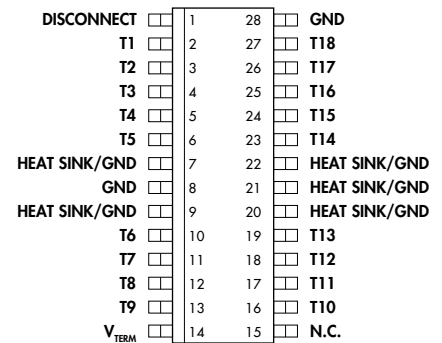 DISCONNECT 1 28 GND
T1 2 27 T18
T2 3 26 T17
T3 4 25 T16
T4 5 24 T15
T5 6 23 T14
HEAT SINK/GND 7 22 HEAT SINK/GND
GND 8 21 HEAT SINK/GND
HEAT SINK/GND 9 20 HEAT SINK/GND
T6 10 19 T13
T7 11 18 T12
T8 12 17 T11
T9 13 16 T10
VTERM 14 15 N.C.